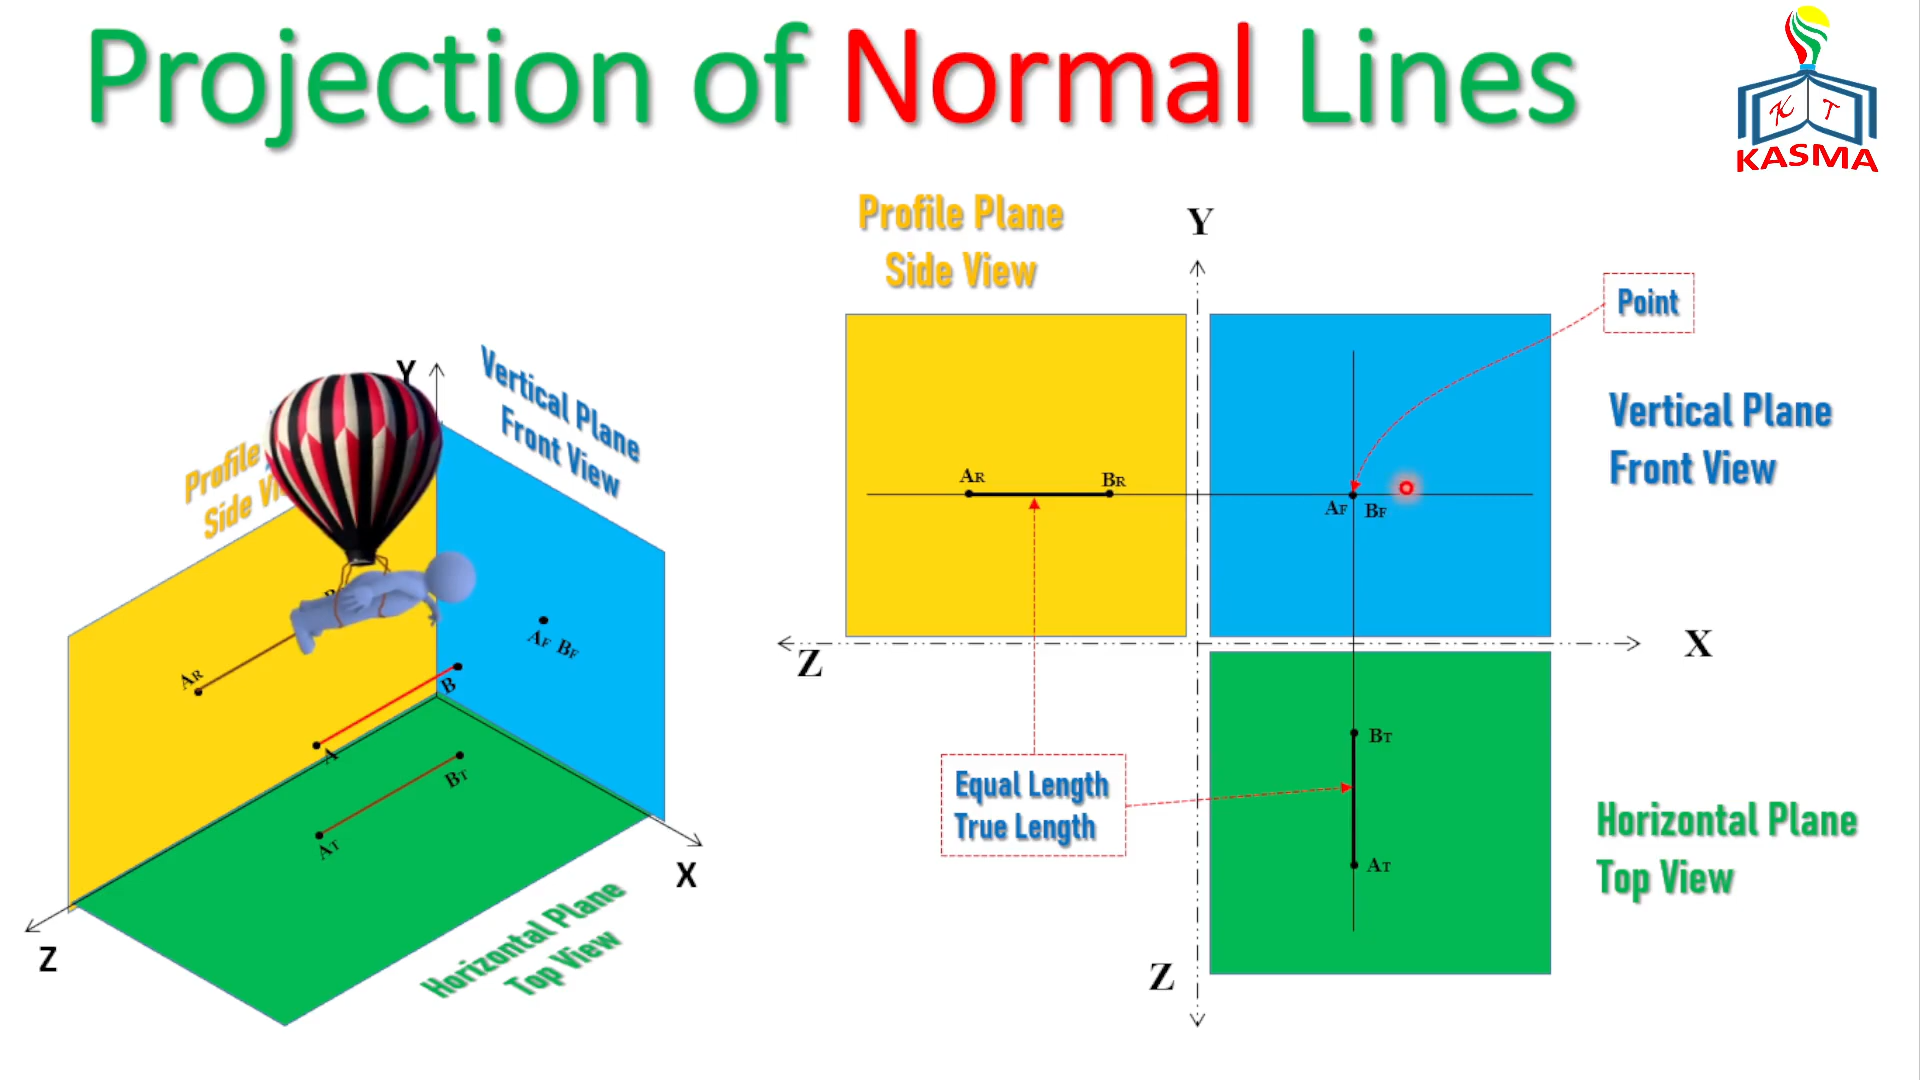 Projection of Normal Lines
K T
KASMA
Profile Plane
Side View
Y
Point
Vertical Plane
Front View
AR
BR
AF BF
Z
X
BT
AT
Equal Length
True Length
Horizontal Plane
Top View
Z
Y
Vertical Plane
Front View
Profile
Side
AR
AF BF
B
A
BT
AT
X
Z
Horizontal Plane
Top View